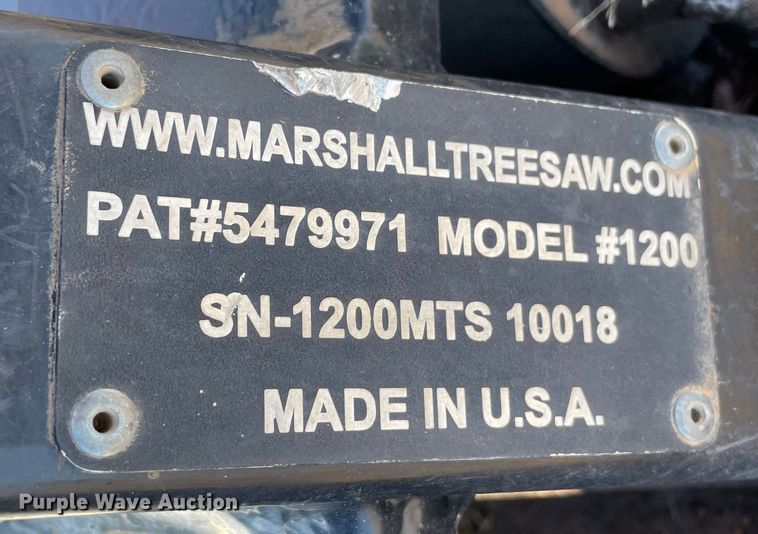 WWW.MARSHALLTREESAW.COM
PAT#5479971 MODEL #1200
SN-1200MTS 10018
MADE IN U.S.A.
Purple Wave Auction